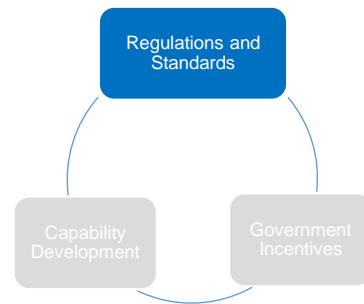 Regulations and
Standards
Capability
Development
Government
Incentives